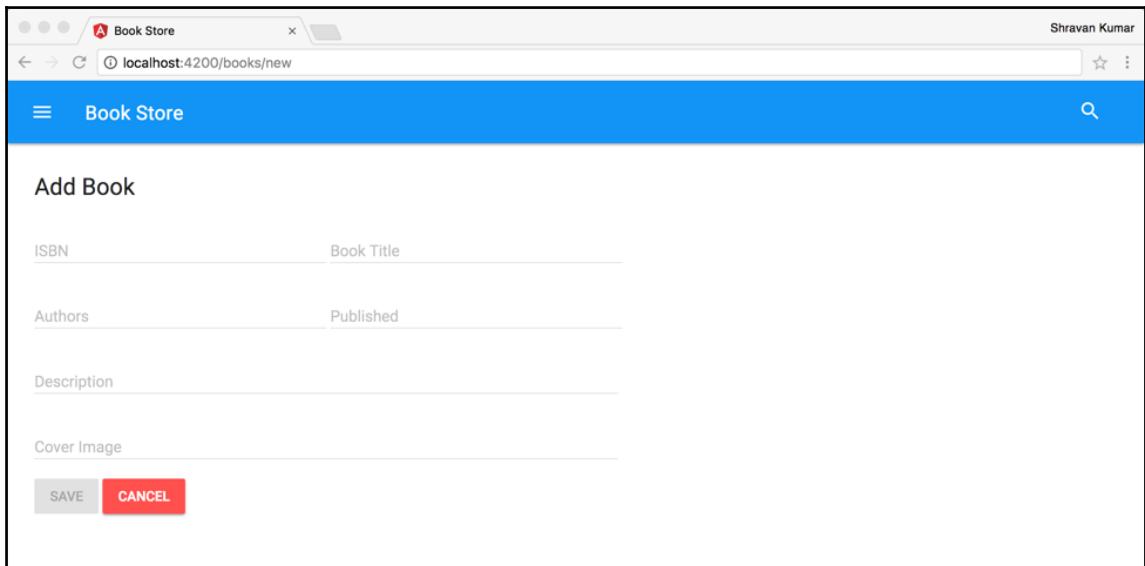 Book Store
Shravan Kumar
localhost:4200/books/new
Book Store
Add Book
ISBN Book Title
Authors Published
Description
Cover Image
SAVE CANCEL